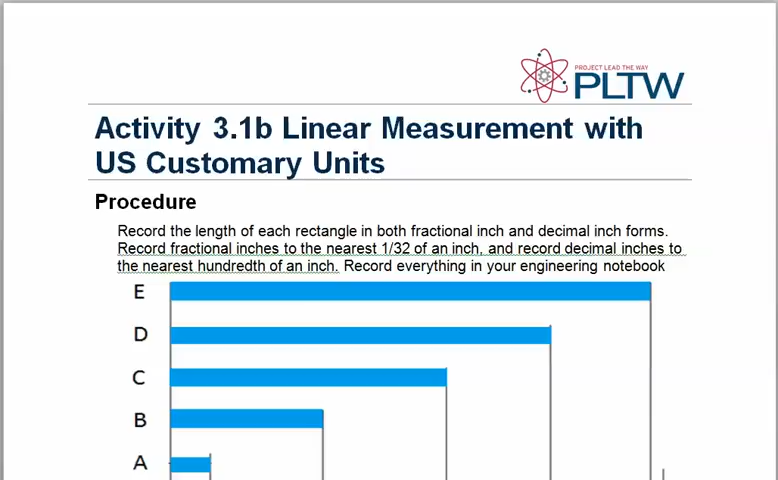 PROJECT LEAD THE WAY
PLTW
Activity 3.1b Linear Measurement with
US Customary Units
Procedure
Record the length of each rectangle in both fractional inch and decimal inch forms.
Record fractional inches to the nearest 1/32 of an inch, and record decimal inches to
the nearest hundredth of an inch. Record everything in your engineering notebook
E
D
C
B
A